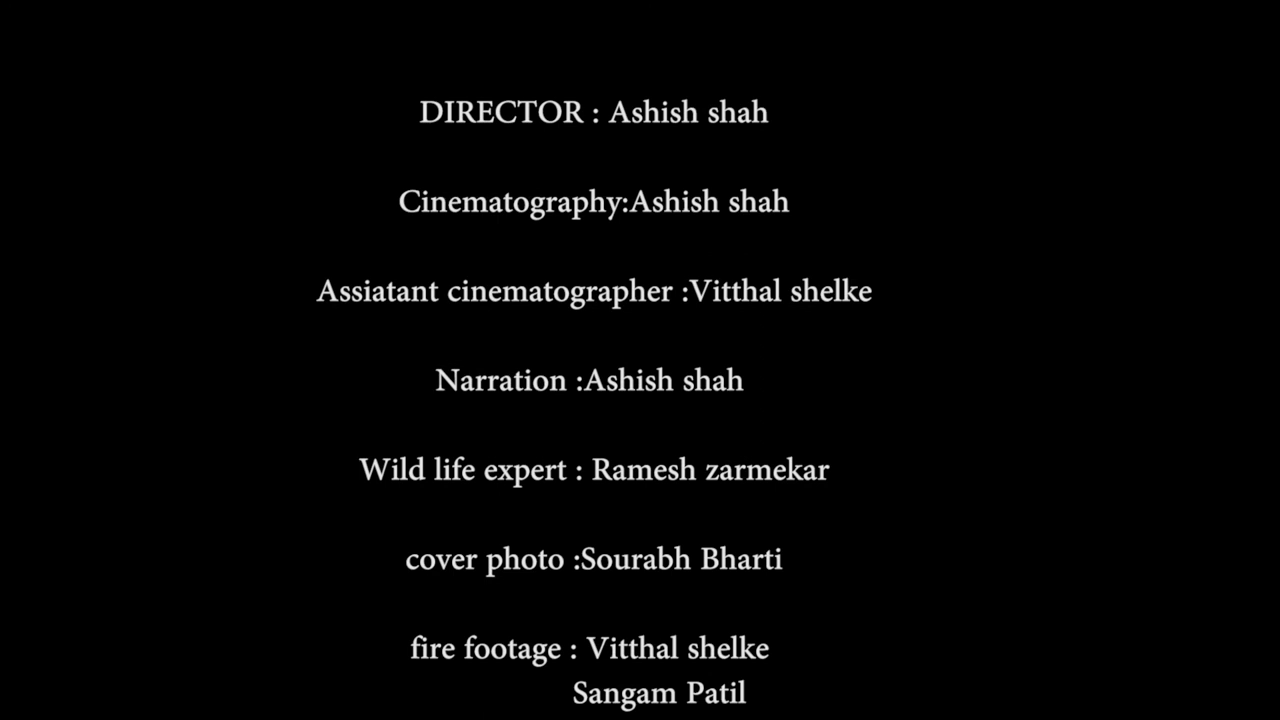 DIRECTOR : Ashish shah
Cinematography:Ashish shah
Assiatant cinematographer :Vitthal shelke
Narration :Ashish shah
Wild life expert : Ramesh zarmekar
cover photo :Sourabh Bharti
fire footage : Vitthal shelke
Sangam Patil